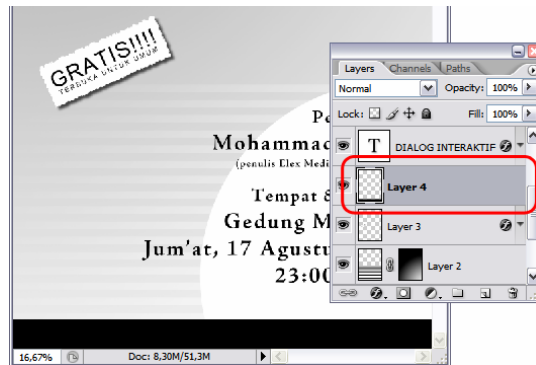 GRATIS!!!!
TERBUKA UNTUK UMUM
Mohammad
(penulis Elex Medi
Tempat &
Gedung M
Jum'at, 17 Agustu
23:00
16,67%
Doc: 8,30M/51,3M
Layers Channels Paths
Normal Opacity: 100%
Lock: Fill: 100%
T DIALOG INTERAKTIF
Layer 4
Layer 3
Layer 2